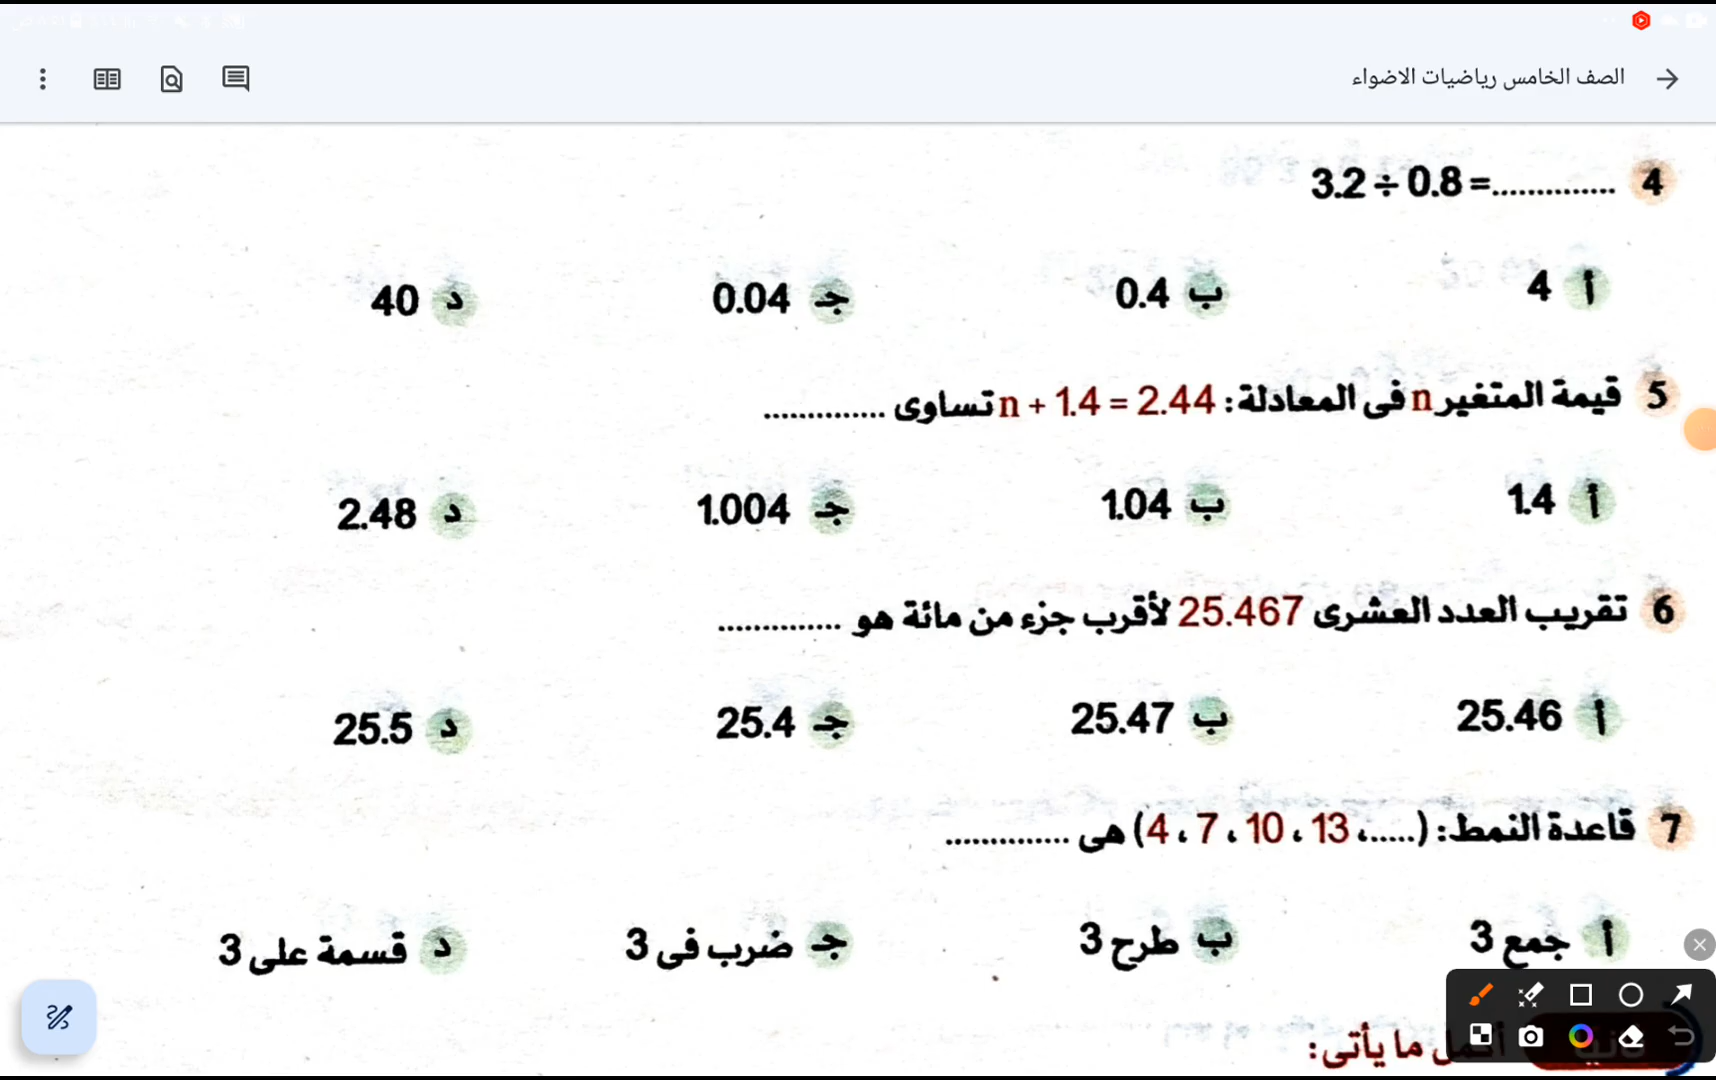 الصف الخامس رياضيات الاضواء
4 3.2 ÷ 0.8 = ..............
أ 4 ب 0.4 جـ 0.04 د 40
5 قيمة المتغير n فى المعادلة : n + 1.4 = 2.44 تساوى ..............
أ 1.4 ب 1.04 جـ 1.004 د 2.48
6 تقريب العدد العشرى 25.467 لأقرب جزء من مائة هو ..............
أ 25.46 ب 25.47 جـ 25.4 د 25.5
7 قاعدة النمط : (4 ، 7 ، 10 ، 13 ، ......) هى ..............
أ جمع 3 ب طرح 3 جـ ضرب فى 3 د قسمة على 3
ما يأتى :